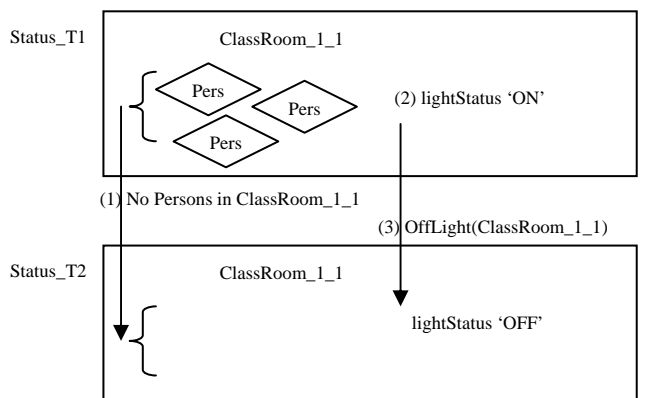 Status_T1
ClassRoom_1_1
Pers
Pers
Pers
(2) lightStatus ‘ON’
(1) No Persons in ClassRoom_1_1
(3) OffLight(ClassRoom_1_1)
Status_T2
ClassRoom_1_1
lightStatus ‘OFF’